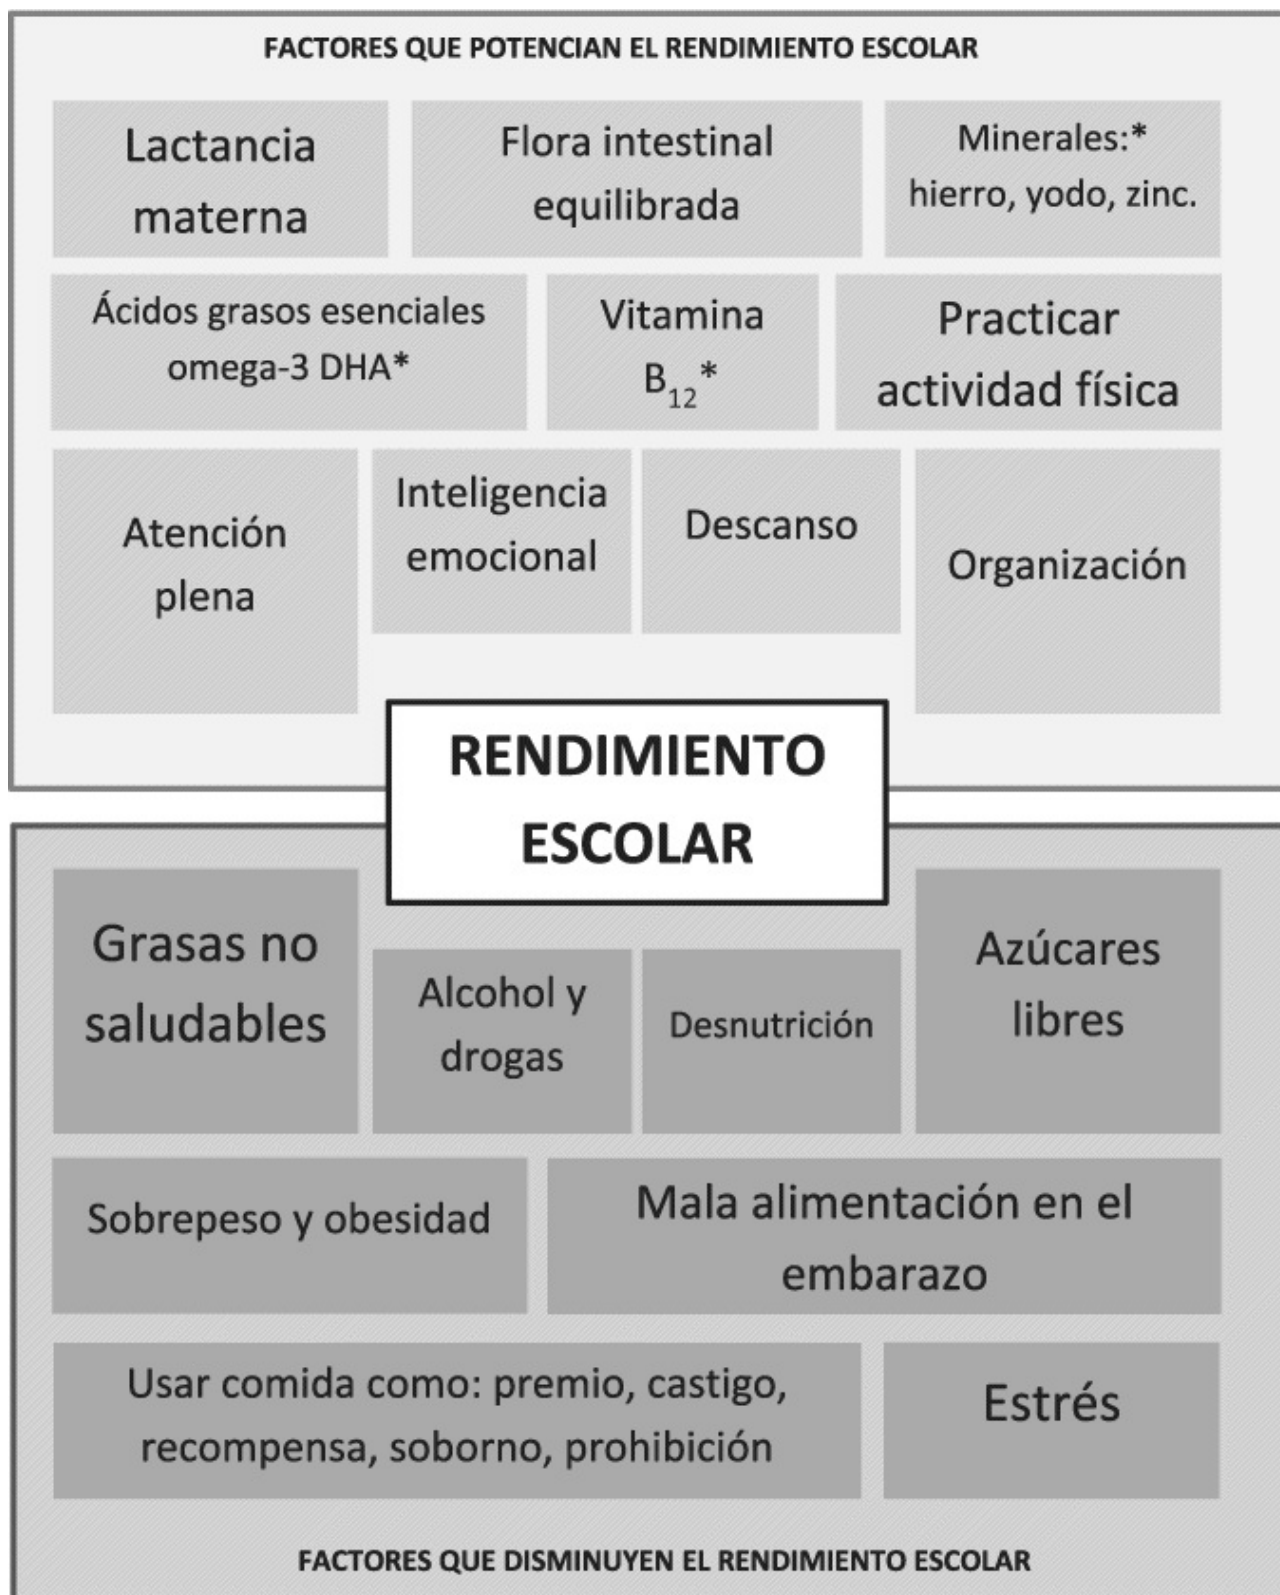 FACTORES QUE POTENCIAN EL RENDIMIENTO ESCOLAR
Lactancia
materna
Flora intestinal
equilibrada
Minerales:*
hierro, yodo, zinc.
Ácidos grasos esenciales
omega-3 DHA*
Vitamina
B₁₂*
Practicar
actividad física
Atención
plena
Inteligencia
emocional
Descanso
Organización
RENDIMIENTO
ESCOLAR
Grasas no
saludables
Alcohol y
drogas
Desnutrición
Azúcares
libres
Sobrepeso y obesidad
Mala alimentación en el
embarazo
Usar comida como: premio, castigo,
recompensa, soborno, prohibición
Estrés
FACTORES QUE DISMINUYEN EL RENDIMIENTO ESCOLAR